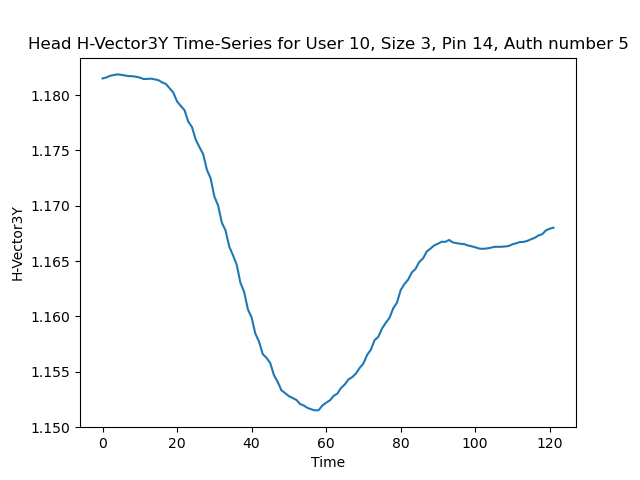 Head H-Vector3Y Time-Series for User 10, Size 3, Pin 14, Auth number 5
1.180
1.175
1.170
1.165
1.160
1.155
1.150
H-Vector3Y
0 20 40 60 80 100 120
Time